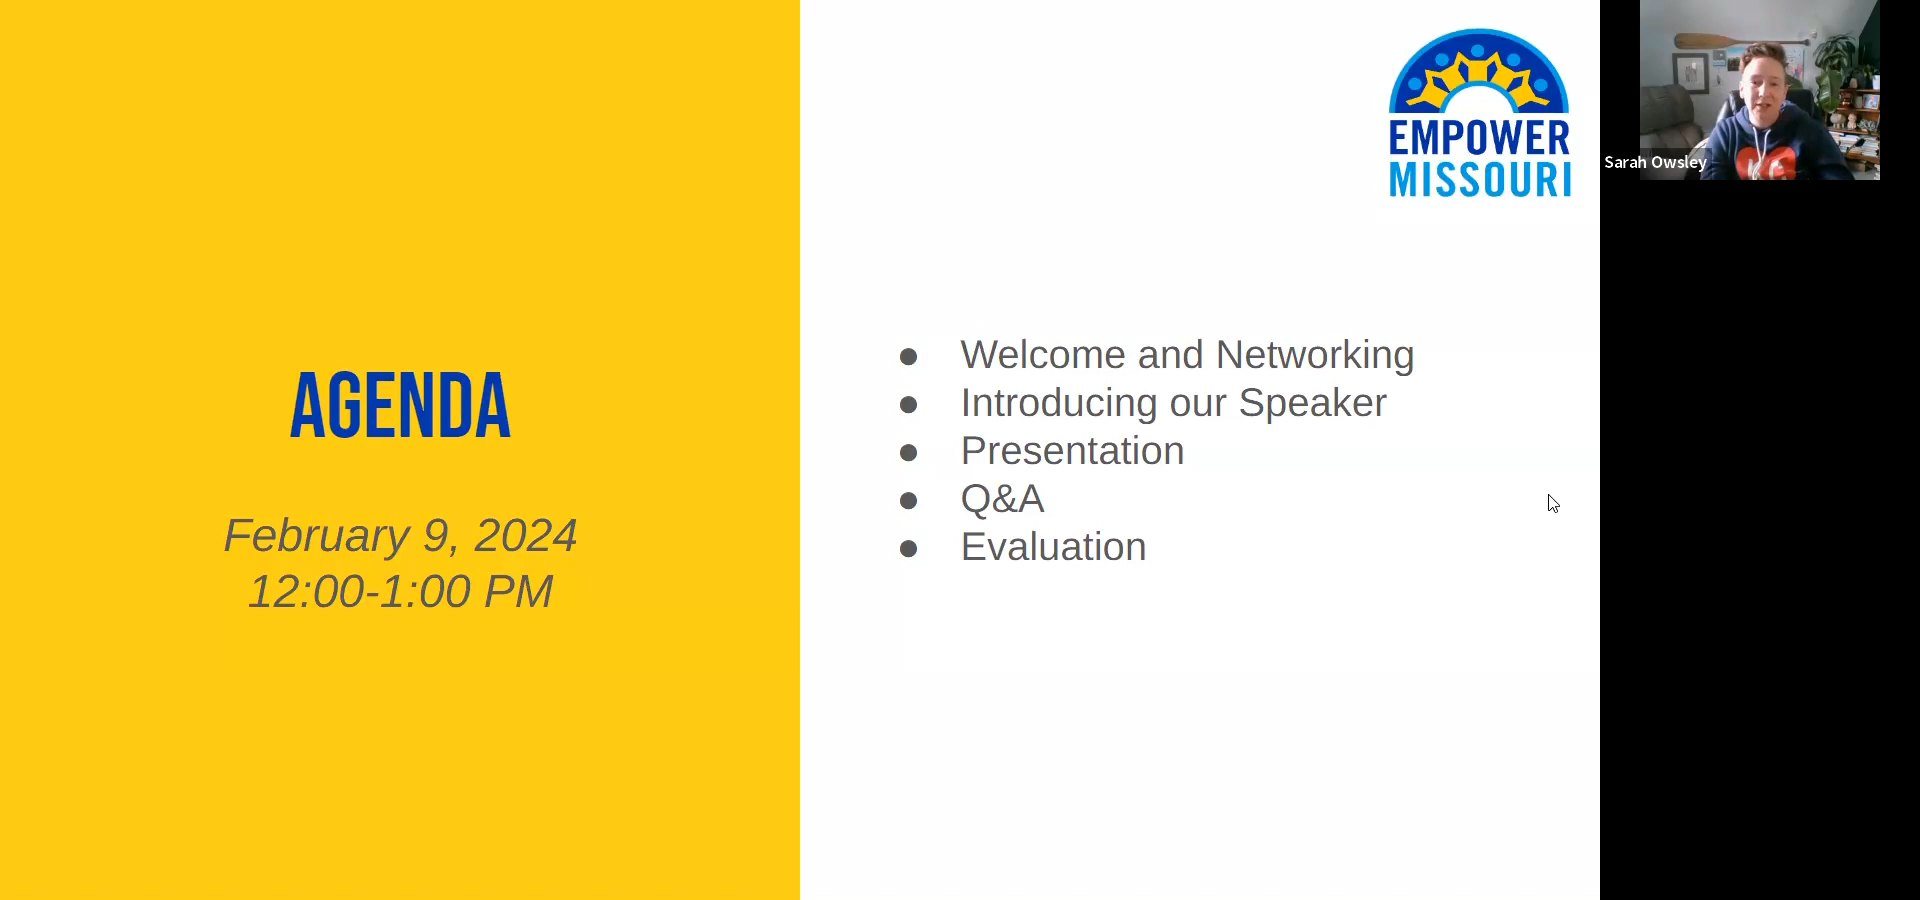 AGENDA
February 9, 2024
12:00-1:00 PM
EMPOWER
MISSOURI
● Welcome and Networking
● Introducing our Speaker
● Presentation
● Q&A
● Evaluation
Sarah Owsley
KC